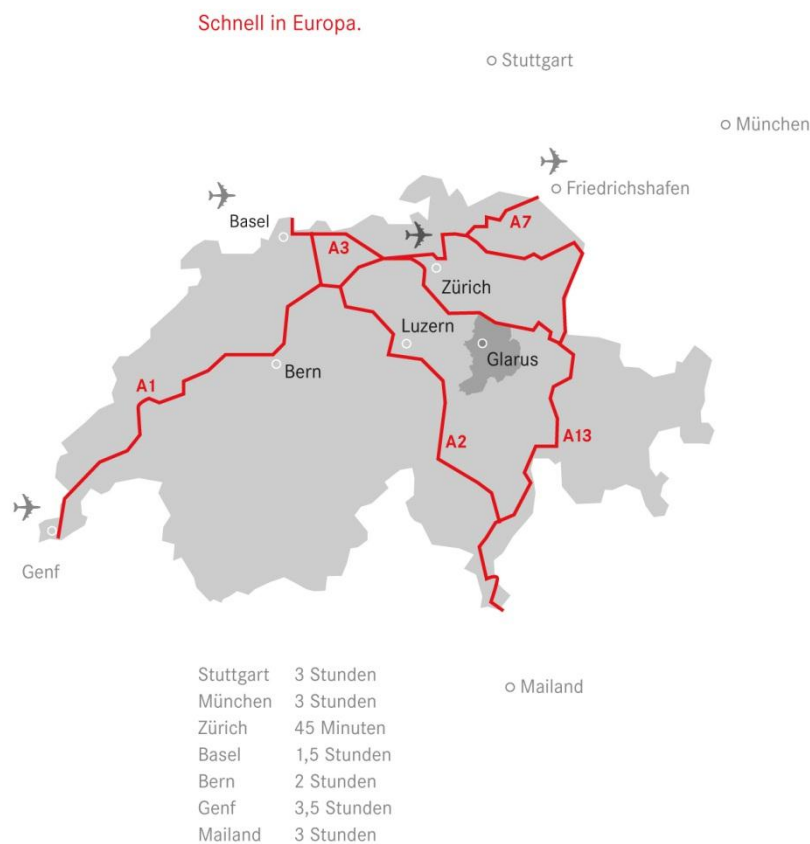 Schnell in Europa.
Stuttgart
München
Friedrichshafen
Basel
A7
A3
Zürich
Luzern
Glarus
Bern
A1
A2
A13
Genf
Mailand
Stuttgart 3 Stunden
München 3 Stunden
Zürich 45 Minuten
Basel 1,5 Stunden
Bern 2 Stunden
Genf 3,5 Stunden
Mailand 3 Stunden